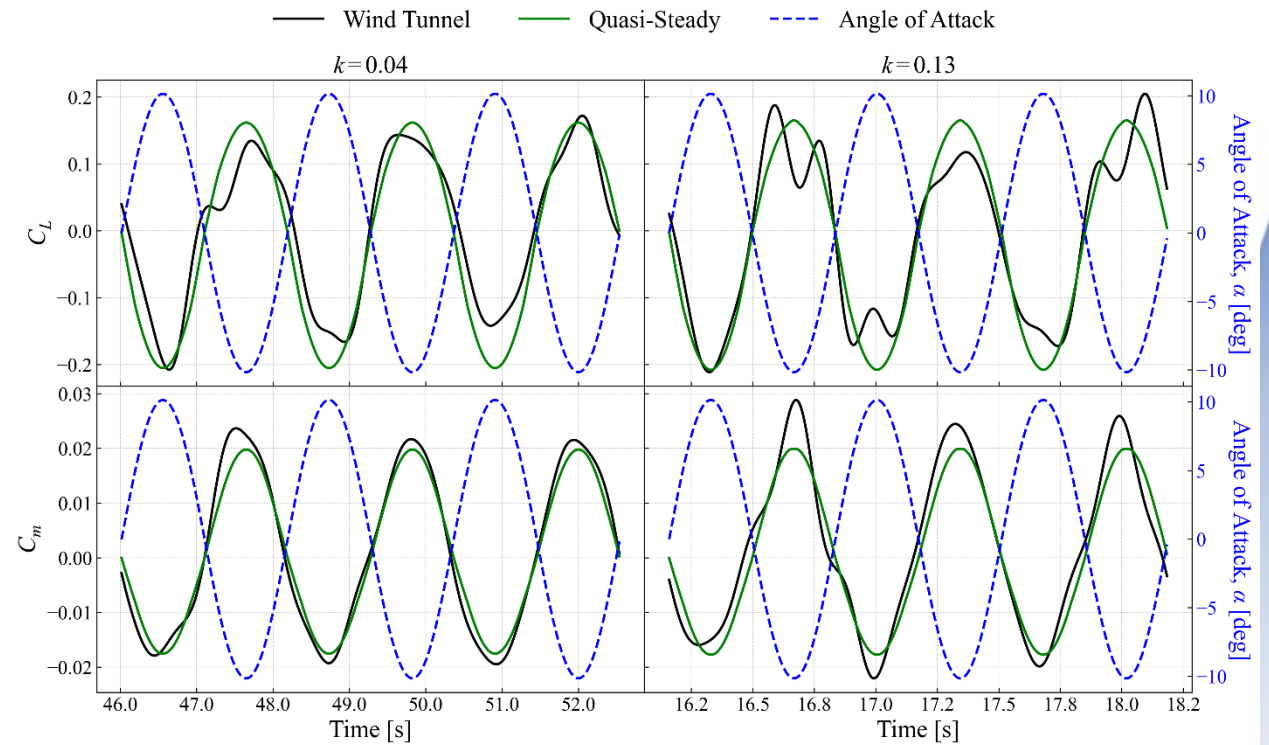 Wind Tunnel Quasi-Steady Angle of Attack
k=0.04 k=0.13
0.2
0.1
0.0
−0.1
−0.2
C_L
10
5
0
−5
−10
Angle of Attack, α [deg]
0.03
0.02
0.01
0.00
−0.01
−0.02
C_m
10
5
0
−5
−10
Angle of Attack, α [deg]
46.0 47.0 48.0 49.0 50.0 51.0 52.0 16.2 16.5 16.8 17.0 17.2 17.5 17.8 18.0 18.2
Time [s] Time [s]